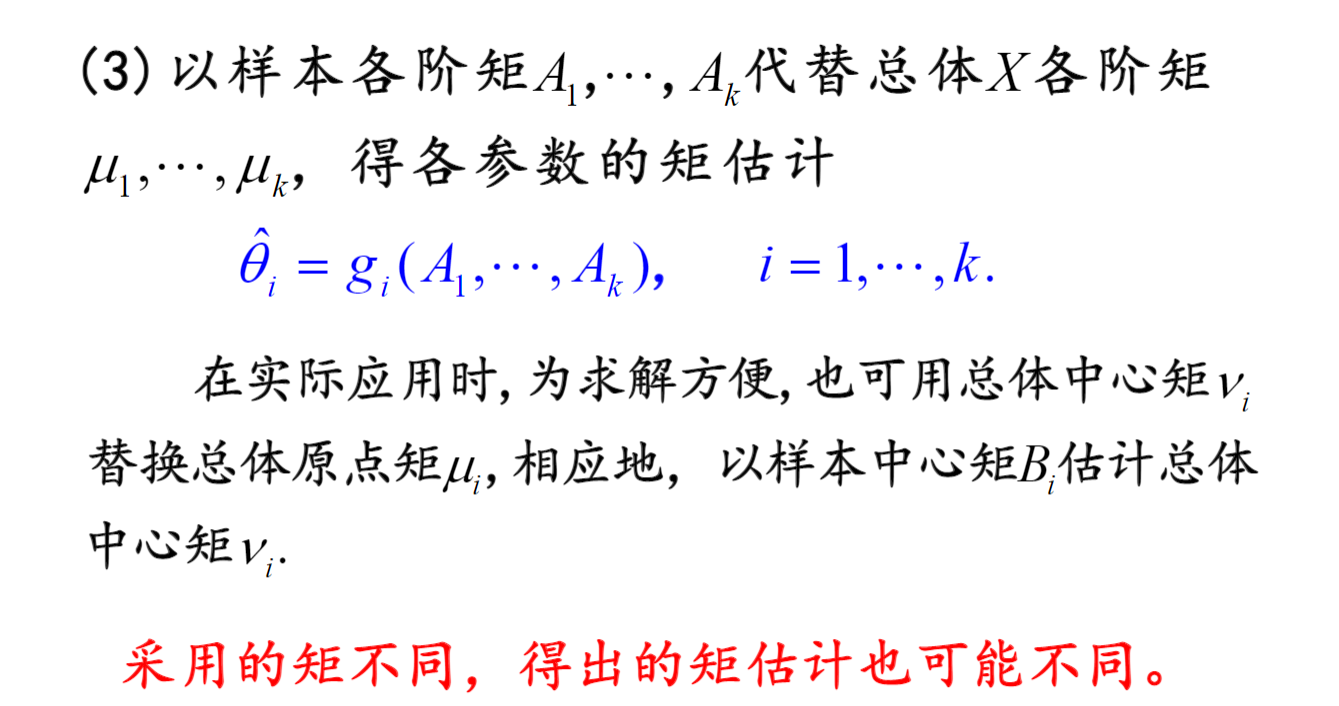 (3) 以样本各阶矩A₁,⋯,Aₖ代替总体X各阶矩
μ₁,⋯,μₖ, 得各参数的矩估计
θ̂ᵢ = gᵢ(A₁,⋯,Aₖ), i = 1,⋯,k.
在实际应用时,为求解方便,也可用总体中心矩νᵢ
替换总体原点矩μᵢ,相应地, 以样本中心矩Bᵢ估计总体
中心矩νᵢ.
采用的矩不同，得出的矩估计也可能不同。